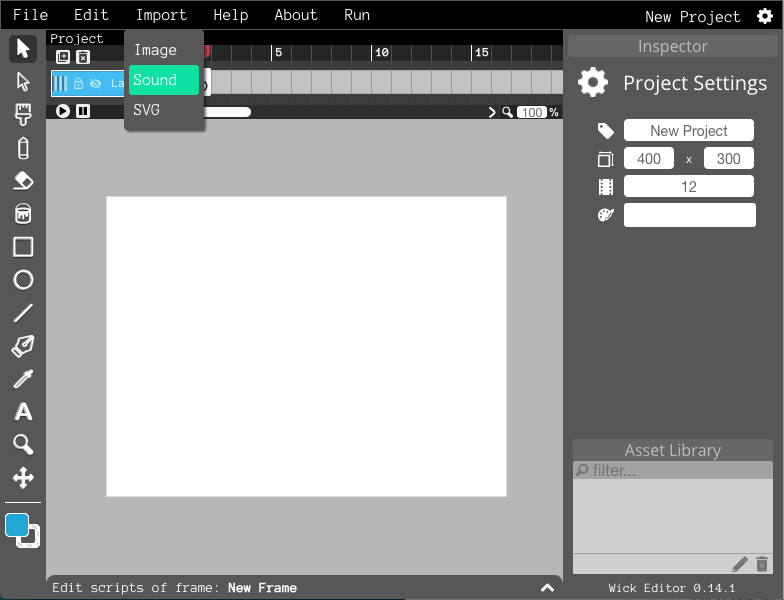 File Edit Import Help About Run New Project
Project
Image
Sound
SVG
5 10 15
La
100 %
Inspector
Project Settings
New Project
400 x 300
12
Asset Library
filter...
Edit scripts of frame: New Frame
Wick Editor 0.14.1